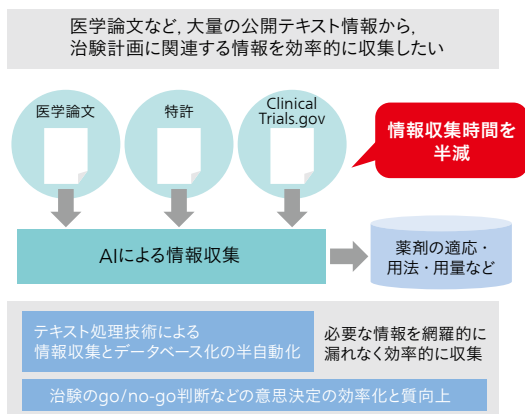 医学論文など，大量の公開テキスト情報から，
治験計画に関連する情報を効率的に収集したい
医学論文
特許
Clinical
Trials.gov
情報収集時間を
半減
AIによる情報収集
薬剤の適応・
用法・用量など
テキスト処理技術による
情報収集とデータベース化の半自動化
必要な情報を網羅的に
漏れなく効率的に収集
治験のgo/no-go判断などの意思決定の効率化と質向上